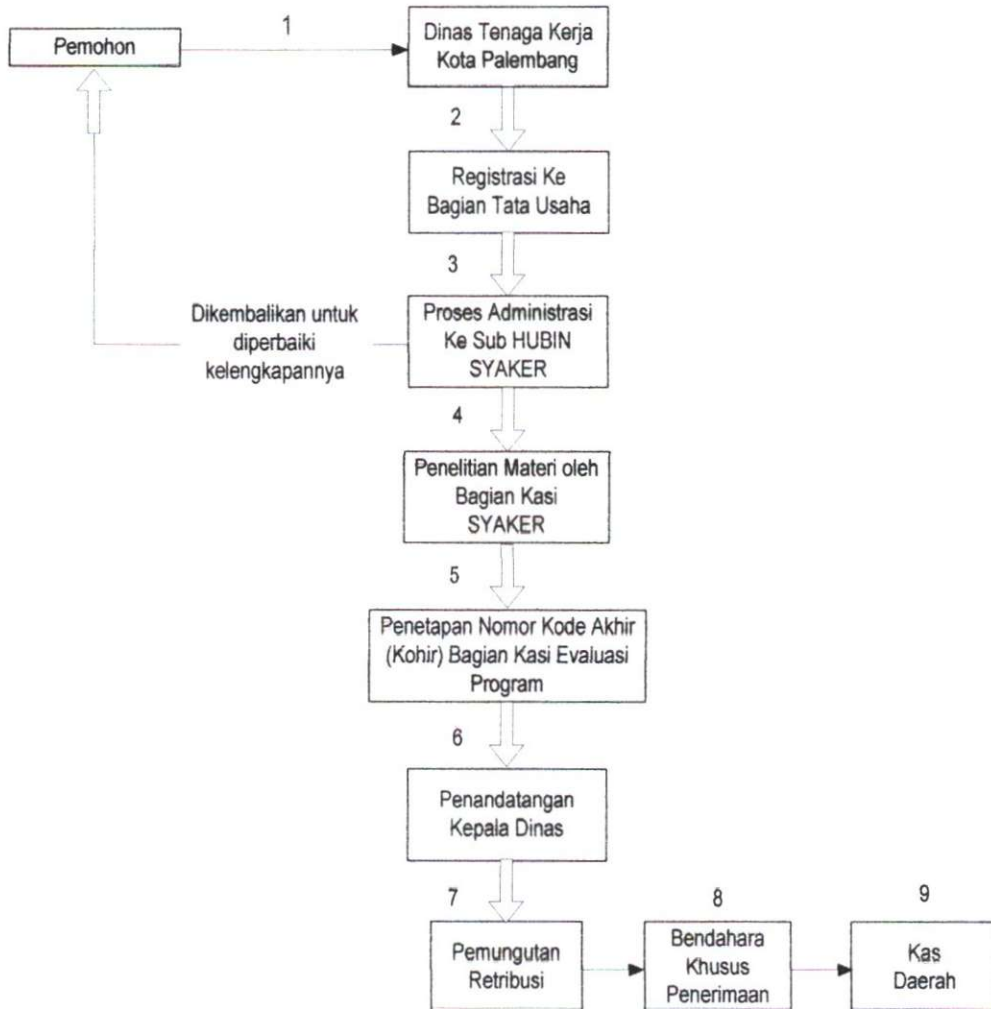 Pemohon
1
Dinas Tenaga Kerja
Kota Palembang
2
Registrasi Ke
Bagian Tata Usaha
3
Dikembalikan untuk
diperbaiki
kelengkapannya
Proses Administrasi
Ke Sub HUBIN
SYAKER
4
Penelitian Materi oleh
Bagian Kasi
SYAKER
5
Penetapan Nomor Kode Akhir
(Kohir) Bagian Kasi Evaluasi
Program
6
Penandatangan
Kepala Dinas
7
Pemungutan
Retribusi
8
Bendahara
Khusus
Penerimaan
9
Kas
Daerah